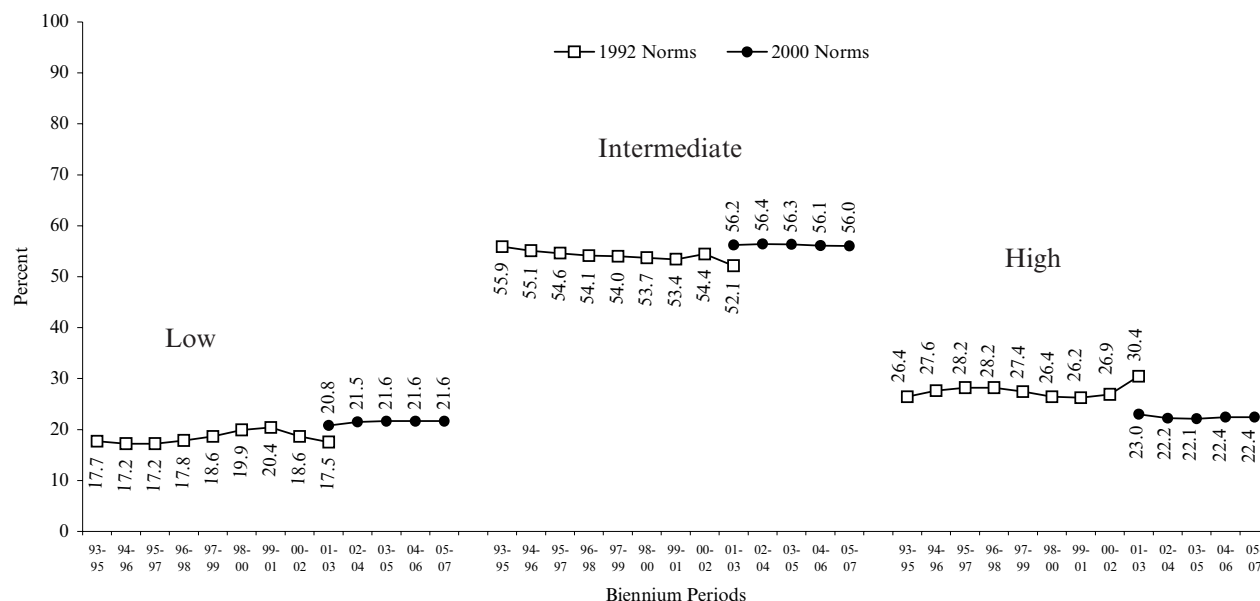 100
90
80
70
60
50
40
30
20
10
0
Percent
1992 Norms 2000 Norms
Low
Intermediate
High
17.7 17.2 17.2 17.8 18.6 19.9 20.4 18.6 17.5
20.8 21.5 21.6 21.6 21.6
55.9 55.1 54.6 54.1 54.0 53.7 53.4 54.4 52.1
56.2 56.4 56.3 56.1 56.0
26.4 27.6 28.2 28.2 27.4 26.4 26.2 26.9 30.4
23.0 22.2 22.1 22.4 22.4
93- 94- 95- 96- 97- 98- 99- 00- 01- 02- 03- 04- 05- 93- 94- 95- 96- 97- 98- 99- 00- 01- 02- 03- 04- 05- 93- 94- 95- 96- 97- 98- 99- 00- 01- 02- 03- 04- 05-
95 96 97 98 99 00 01 02 03 04 05 06 07 95 96 97 98 99 00 01 02 03 04 05 06 07 95 96 97 98 99 00 01 02 03 04 05 06 07
Biennium Periods